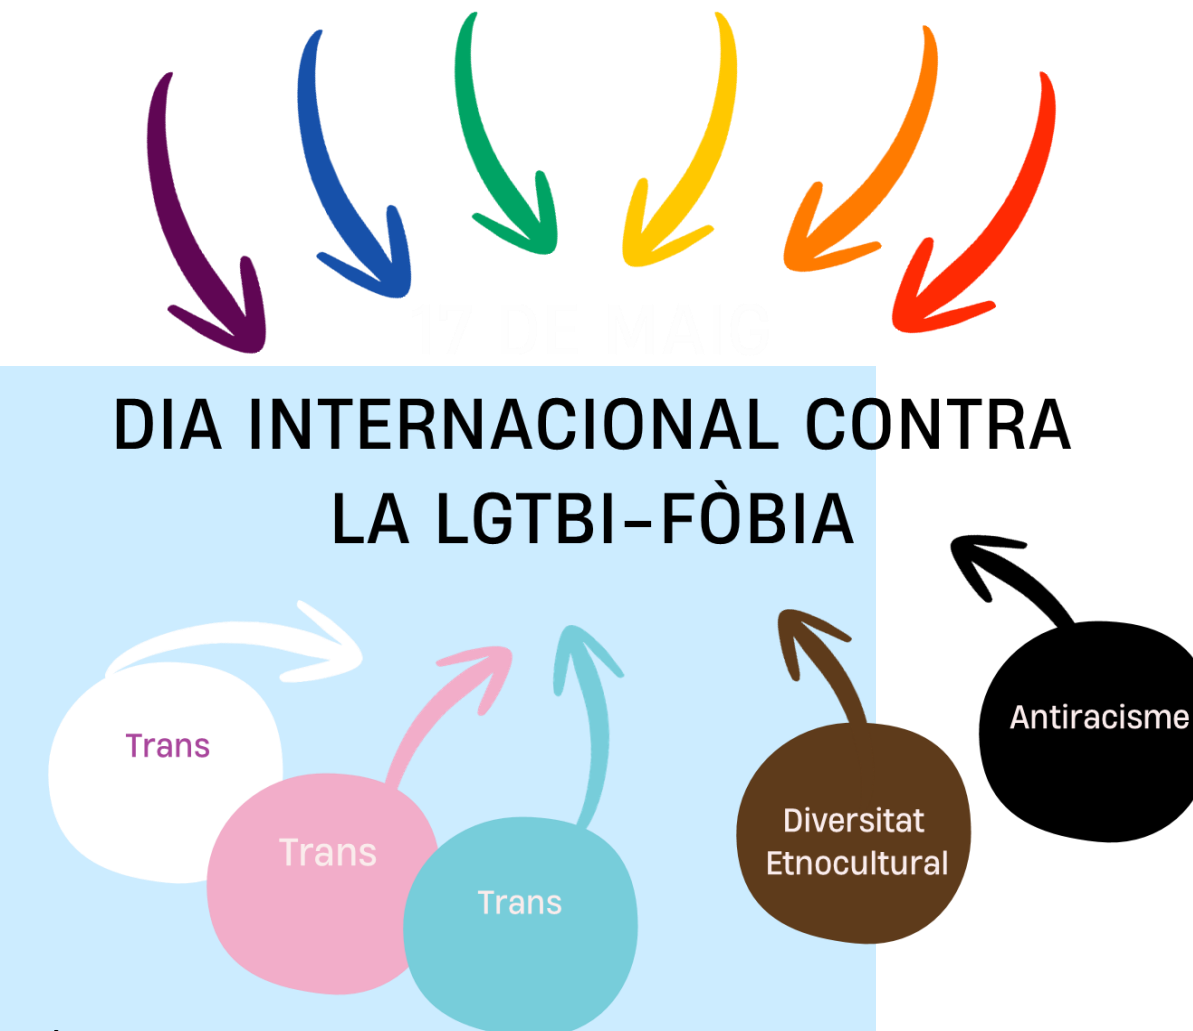 17 DE MAIG
DIA INTERNACIONAL CONTRA
LA LGTBI-FÒBIA
Trans
Trans
Trans
Diversitat
Etnocultural
Antiracisme